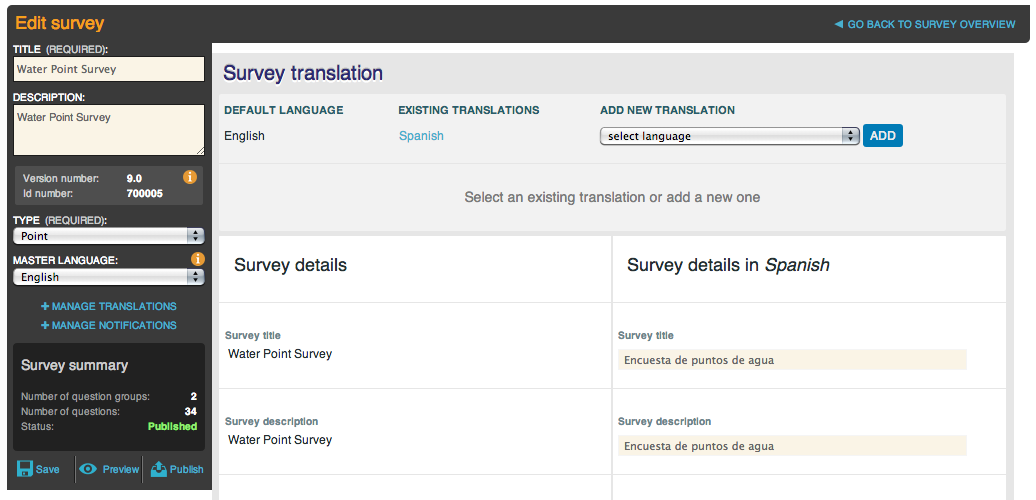 Edit survey
◄ GO BACK TO SURVEY OVERVIEW
TITLE (REQUIRED):
Water Point Survey
DESCRIPTION:
Water Point Survey
Version number: 9.0
i
Id number: 700005
TYPE (REQUIRED):
Point
MASTER LANGUAGE:
i
English
+ MANAGE TRANSLATIONS
+ MANAGE NOTIFICATIONS
Survey summary
Number of question groups: 2
Number of questions: 34
Status: Published
Save Preview Publish
Survey translation
DEFAULT LANGUAGE EXISTING TRANSLATIONS ADD NEW TRANSLATION
English Spanish select language ADD
Select an existing translation or add a new one
Survey details
Survey details in Spanish
Survey title
Water Point Survey
Survey title
Encuesta de puntos de agua
Survey description
Water Point Survey
Survey description
Encuesta de puntos de agua